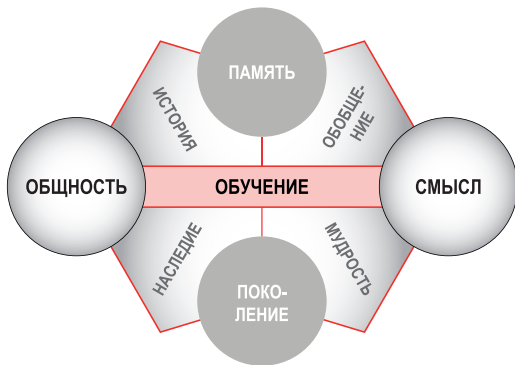 ПАМЯТЬ
ИСТОРИЯ
ОБОБЩЕ-
НИЕ
ОБЩНОСТЬ
ОБУЧЕНИЕ
СМЫСЛ
НАСЛЕДИЕ
МУДРОСТЬ
ПОКО-
ЛЕНИЕ